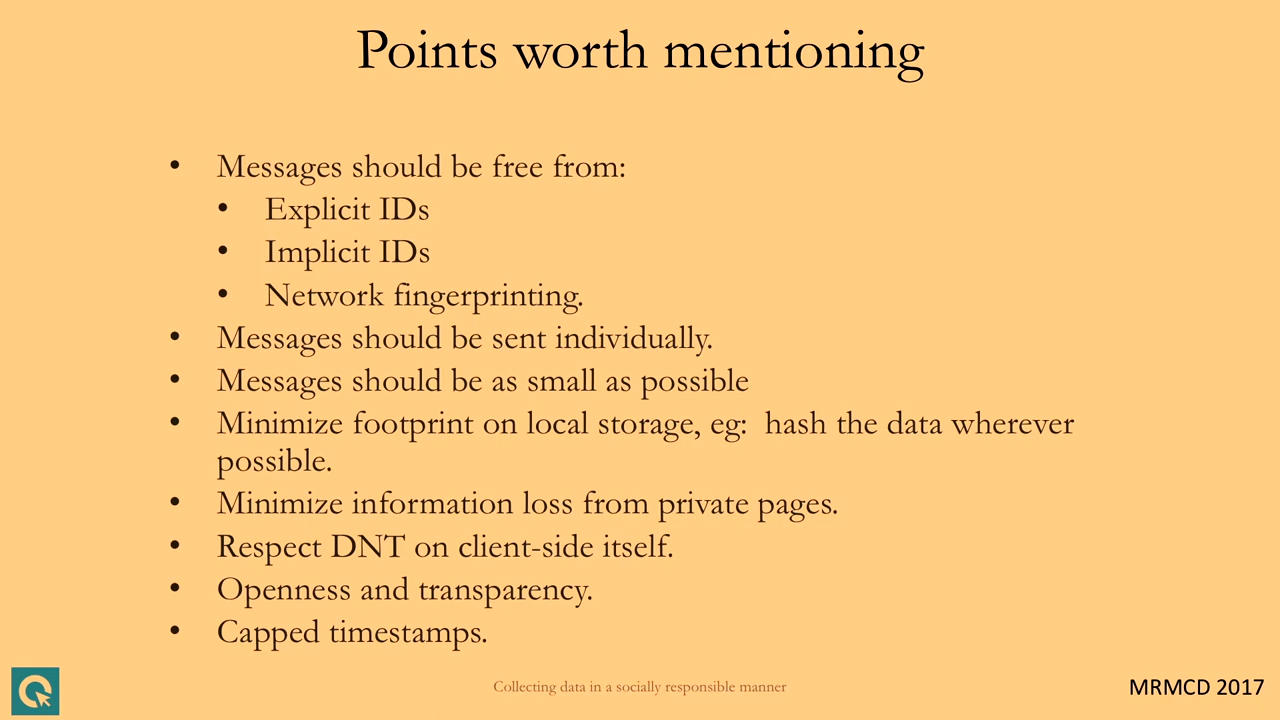 Points worth mentioning
• Messages should be free from:
• Explicit IDs
• Implicit IDs
• Network fingerprinting.
• Messages should be sent individually.
• Messages should be as small as possible
• Minimize footprint on local storage, eg:  hash the data wherever
possible.
• Minimize information loss from private pages.
• Respect DNT on client-side itself.
• Openness and transparency.
• Capped timestamps.
Collecting data in a socially responsible manner
MRMCD 2017